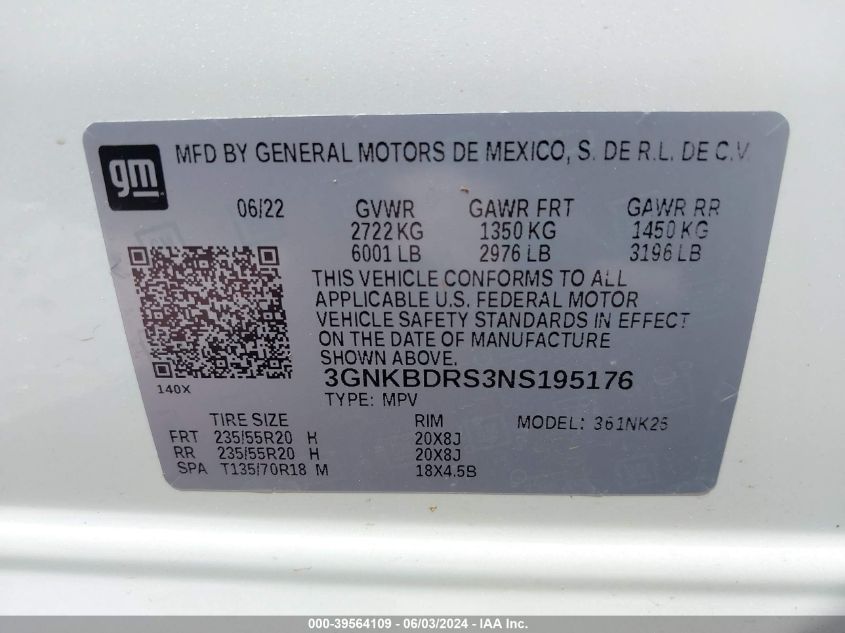 gm
MFD BY GENERAL MOTORS DE MEXICO, S. DE R.L. DE C.V.
06/22 GVWR GAWR FRT GAWR RR
2722 KG 1350 KG 1450 KG
6001 LB 2976 LB 3196 LB
THIS VEHICLE CONFORMS TO ALL
APPLICABLE U.S. FEDERAL MOTOR
VEHICLE SAFETY STANDARDS IN EFFECT
ON THE DATE OF MANUFACTURE
SHOWN ABOVE.
140X
3GNKBDRS3NS195176
TYPE: MPV
TIRE SIZE RIM MODEL: 361NK26
FRT 235/55R20 H 20X8J
RR 235/55R20 H 20X8J
SPA T135/70R18 M 18X4.5B
000-39564109 - 06/03/2024 - IAA Inc.